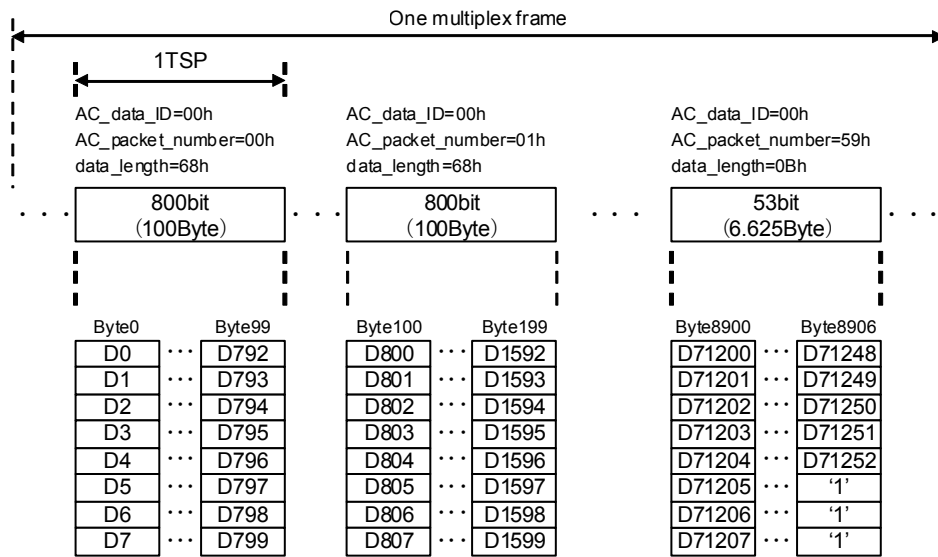 One multiplex frame
1TSP
AC_data_ID=00h
AC_packet_number=00h
data_length=68h
AC_data_ID=00h
AC_packet_number=01h
data_length=68h
AC_data_ID=00h
AC_packet_number=59h
data_length=0Bh
· · · 800bit · · · 800bit · · · 53bit · · ·
(100Byte) (100Byte) (6.625Byte)
Byte0 Byte99 Byte100 Byte199 Byte8900 Byte8906
D0 ··· D792 D800 ··· D1592 D71200 ··· D71248
D1 ··· D793 D801 ··· D1593 D71201 ··· D71249
D2 ··· D794 D802 ··· D1594 D71202 ··· D71250
D3 ··· D795 D803 ··· D1595 D71203 ··· D71251
D4 ··· D796 D804 ··· D1596 D71204 ··· D71252
D5 ··· D797 D805 ··· D1597 D71205 ··· ‘1’
D6 ··· D798 D806 ··· D1598 D71206 ··· ‘1’
D7 ··· D799 D807 ··· D1599 D71207 ··· ‘1’